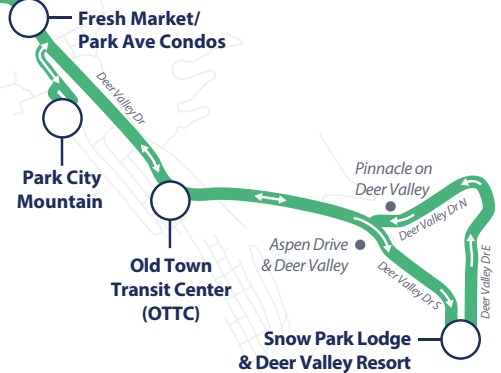 Fresh Market/
Park Ave Condos
Deer Valley Dr
Park City
Mountain
Pinnacle on
Deer Valley
Deer Valley Dr N
Aspen Drive
& Deer Valley
Deer Valley Dr E
Deer Valley Dr S
Old Town
Transit Center
(OTTC)
Snow Park Lodge
& Deer Valley Resort